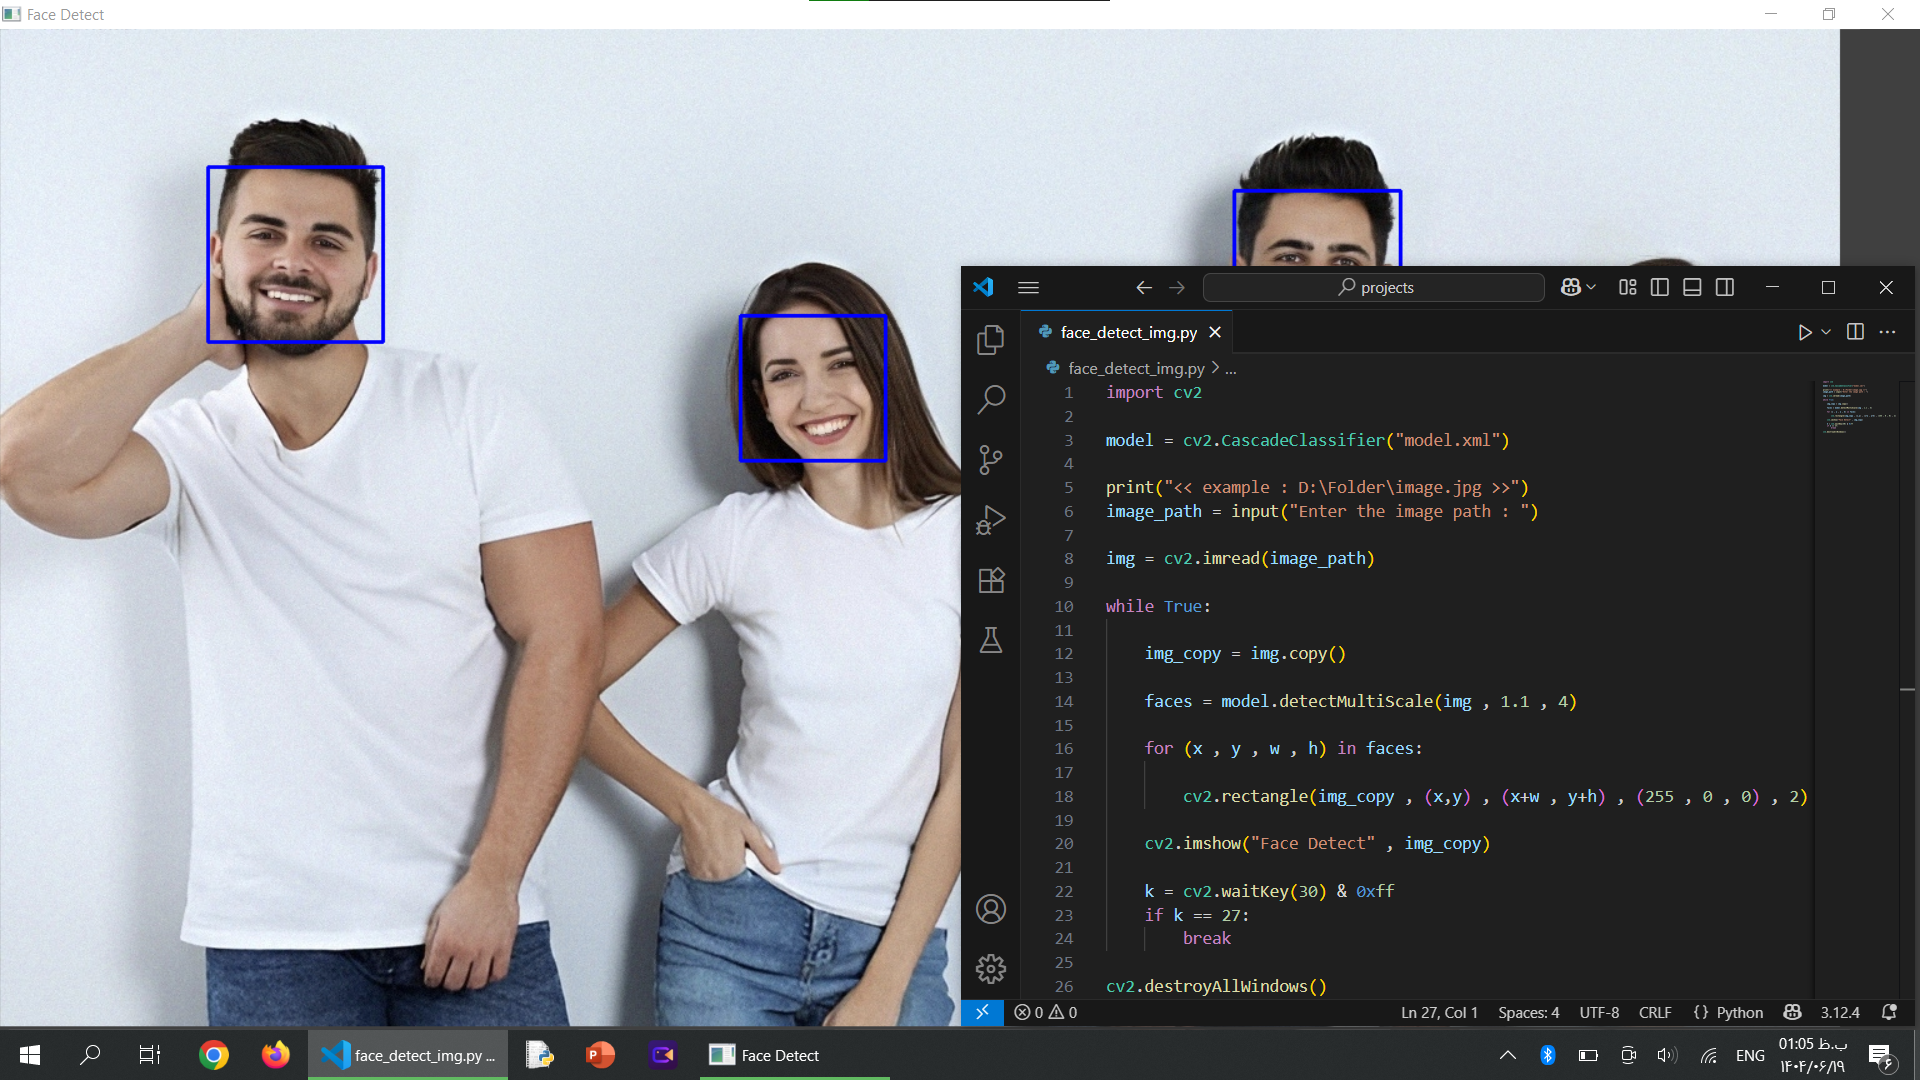 Face Detect
projects
face_detect_img.py
face_detect_img.py > ...
1 import cv2
2
3 model = cv2.CascadeClassifier("model.xml")
4
5 print("<< example : D:\Folder\image.jpg >>")
6 image_path = input("Enter the image path : ")
7
8 img = cv2.imread(image_path)
9
10 while True:
11
12 img_copy = img.copy()
13
14 faces = model.detectMultiScale(img , 1.1 , 4)
15
16 for (x , y , w , h) in faces:
17
18 cv2.rectangle(img_copy , (x,y) , (x+w , y+h) , (255 , 0 , 0) , 2)
19
20 cv2.imshow("Face Detect" , img_copy)
21
22 k = cv2.waitKey(30) & 0xff
23 if k == 27:
24 break
25
26 cv2.destroyAllWindows()
0 0 Ln 27, Col 1 Spaces: 4 UTF-8 CRLF {} Python 3.12.4
face_detect_img.py ... Face Detect ENG 01:05 ب.ظ
۱۴۰۴/۰۶/۱۹
۶